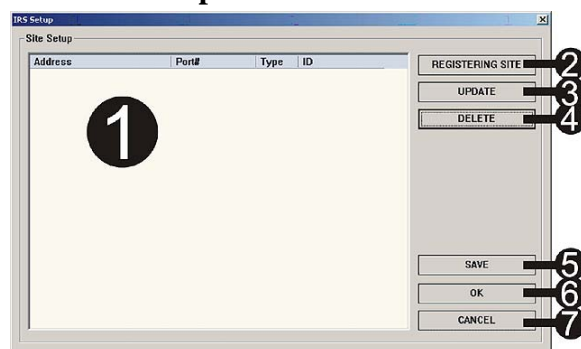 IRS Setup
Site Setup
Address Port# Type ID
1
REGISTERING SITE 2
UPDATE 3
DELETE 4
SAVE 5
OK 6
CANCEL 7